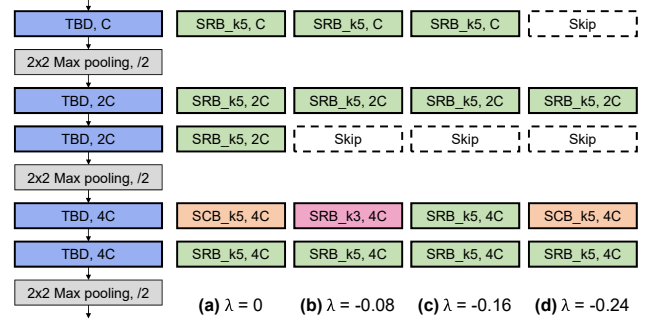 TBD, C SRB_k5, C SRB_k5, C SRB_k5, C Skip
2x2 Max pooling, /2
TBD, 2C SRB_k5, 2C SRB_k5, 2C SRB_k5, 2C SRB_k5, 2C
TBD, 2C SRB_k5, 2C Skip Skip Skip
2x2 Max pooling, /2
TBD, 4C SCB_k5, 4C SRB_k3, 4C SRB_k5, 4C SCB_k5, 4C
TBD, 4C SRB_k5, 4C SRB_k5, 4C SRB_k5, 4C SRB_k5, 4C
2x2 Max pooling, /2 (a) λ = 0 (b) λ = -0.08 (c) λ = -0.16 (d) λ = -0.24